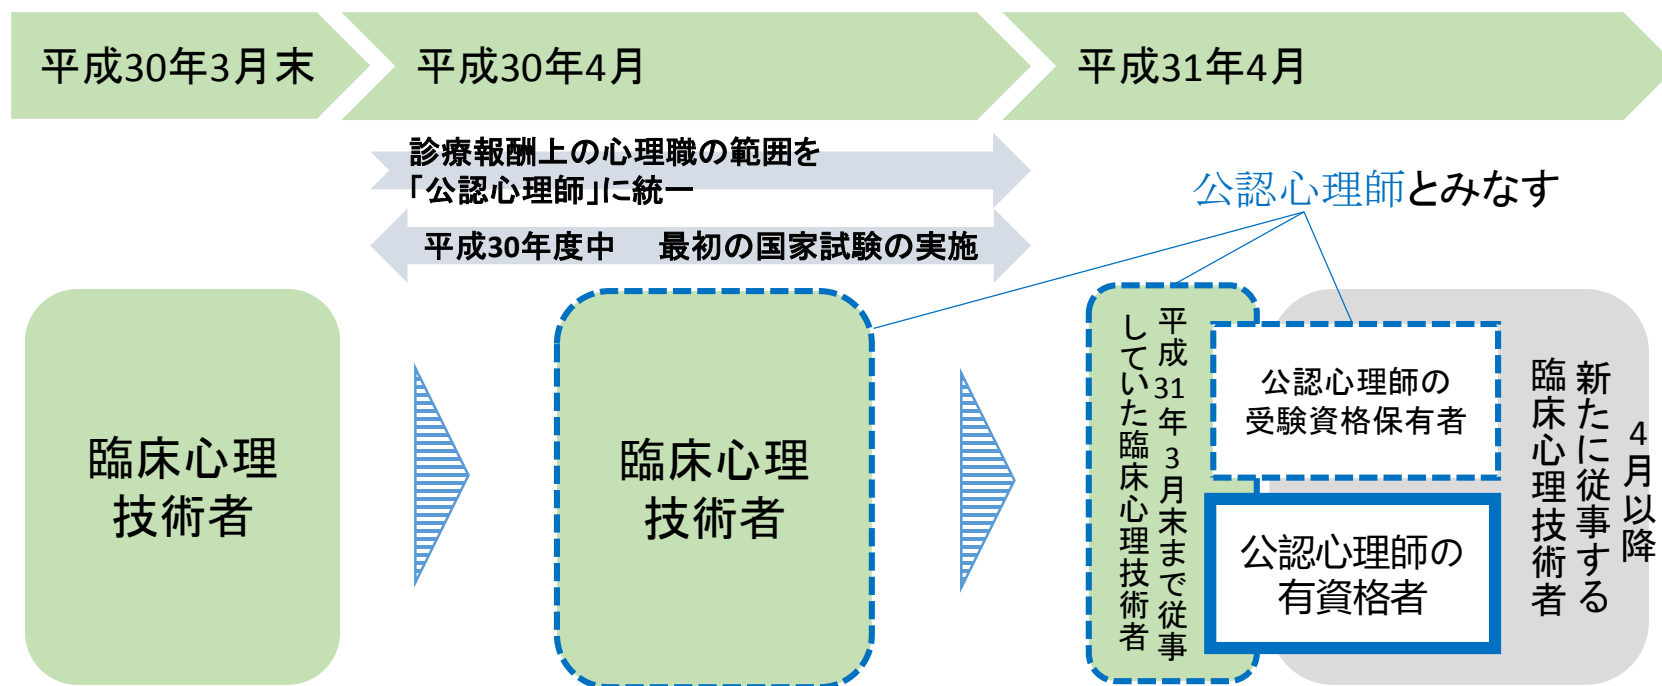 平成30年3月末
平成30年4月
平成31年4月
診療報酬上の心理職の範囲を
「公認心理師」に統一
平成30年度中　最初の国家試験の実施
公認心理師とみなす
臨床心理
技術者
臨床心理
技術者
平成31年3月末まで従事
していた臨床心理技術者
公認心理師の
受験資格保有者
公認心理師の
有資格者
4月以降
新たに従事する
臨床心理技術者